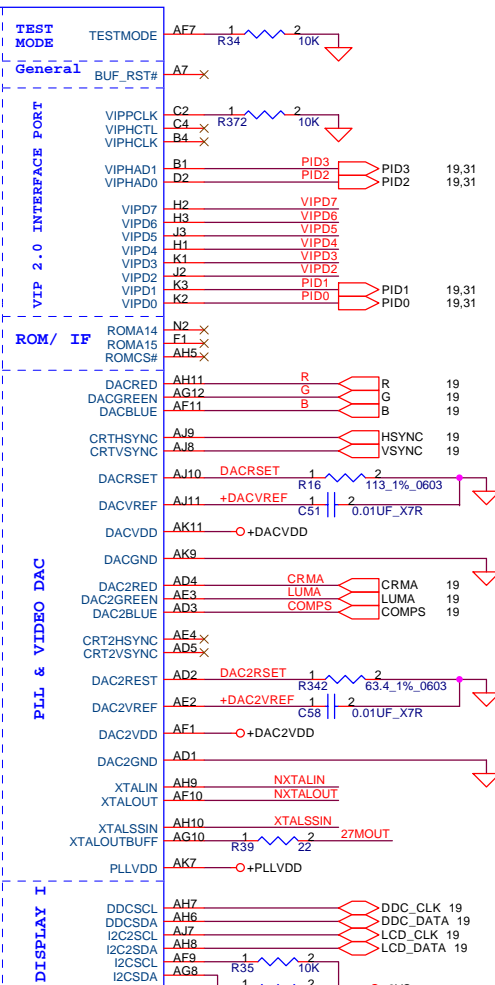 TEST MODE TESTMODE AF7 1 R34 2 10K
General BUF_RST# A7
VIP 2.0 INTERFACE PORT
VIPPCLK C2 1 R372 2 10K
VIPHCTL C4
VIPHCLK B4
VIPHAD1 B1 PID3 PID3 19,31
VIPHAD0 D2 PID2 PID2 19,31
VIPD7 H2 VIPD7
VIPD6 H3 VIPD6
VIPD5 J3 VIPD5
VIPD4 H1 VIPD4
VIPD3 K1 VIPD3
VIPD2 J2 VIPD2
VIPD1 K3 PID1 PID1 19,31
VIPD0 K2 PID0 PID0 19,31
ROM/ IF
ROMA14 N2
ROMA15 F1
ROMCS# AH5
PLL & VIDEO DAC
DACRED AH11 R R 19
DACGREEN AG12 G G 19
DACBLUE AF11 B B 19
CRTHSYNC AJ9 HSYNC 19
CRTVSYNC AJ8 VSYNC 19
DACRSET AJ10 DACRSET 1 R16 2 113_1%_0603
DACVREF AJ11 +DACVREF 1 C51 2 0.01UF_X7R
DACVDD AK11 +DACVDD
DACGND AK9
DAC2RED AD4 CRMA CRMA 19
DAC2GREEN AE3 LUMA LUMA 19
DAC2BLUE AD3 COMPS COMPS 19
CRT2HSYNC AE4
CRT2VSYNC AD5
DAC2REST AD2 DAC2RSET 1 R342 2 63.4_1%_0603
DAC2VREF AE2 +DAC2VREF 1 C58 2 0.01UF_X7R
DAC2VDD AF1 +DAC2VDD
DAC2GND AD1
XTALIN AH9 NXTALIN
XTALOUT AF10 NXTALOUT
XTALSSIN AH10 XTALSSIN
XTALOUTBUFF AG10 1 R39 2 22 27MOUT
PLLVDD AK7 +PLLVDD
DISPLAY I
DDCSCL AH7 DDC_CLK 19
DDCSDA AH6 DDC_DATA 19
I2C2SCL AJ7 LCD_CLK 19
I2C2SDA AH8 LCD_DATA 19
I2CSCL AF9 1 R35 2 10K
I2CSDA AG8 1 2